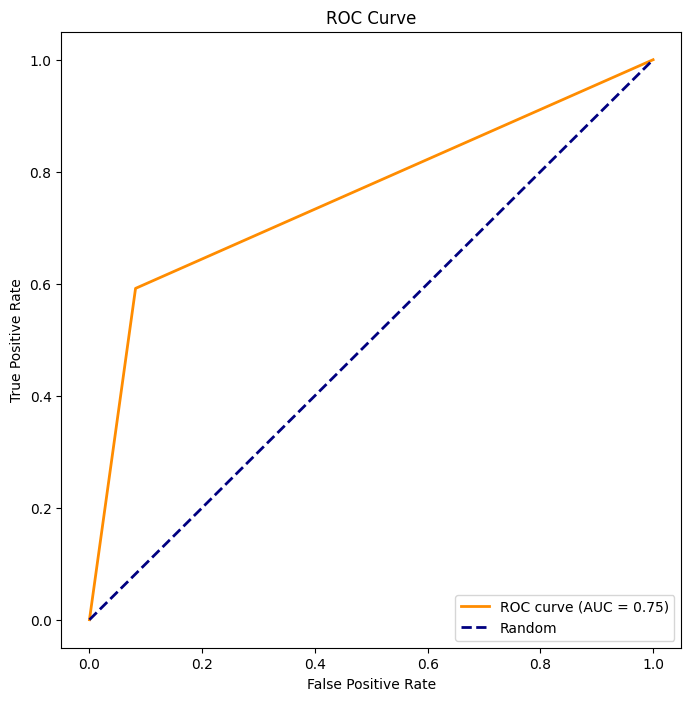 ROC Curve
True Positive Rate
1.0
0.8
0.6
0.4
0.2
0.0
0.0 0.2 0.4 0.6 0.8 1.0
False Positive Rate
ROC curve (AUC = 0.75)
Random